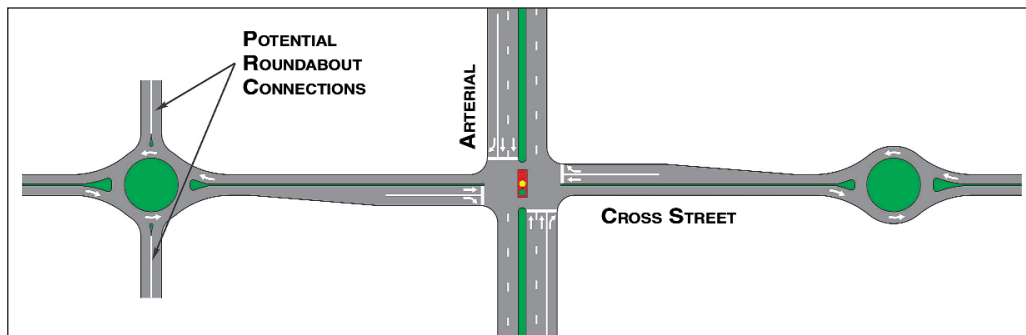 POTENTIAL
ROUNDABOUT
CONNECTIONS
ARTERIAL
CROSS STREET